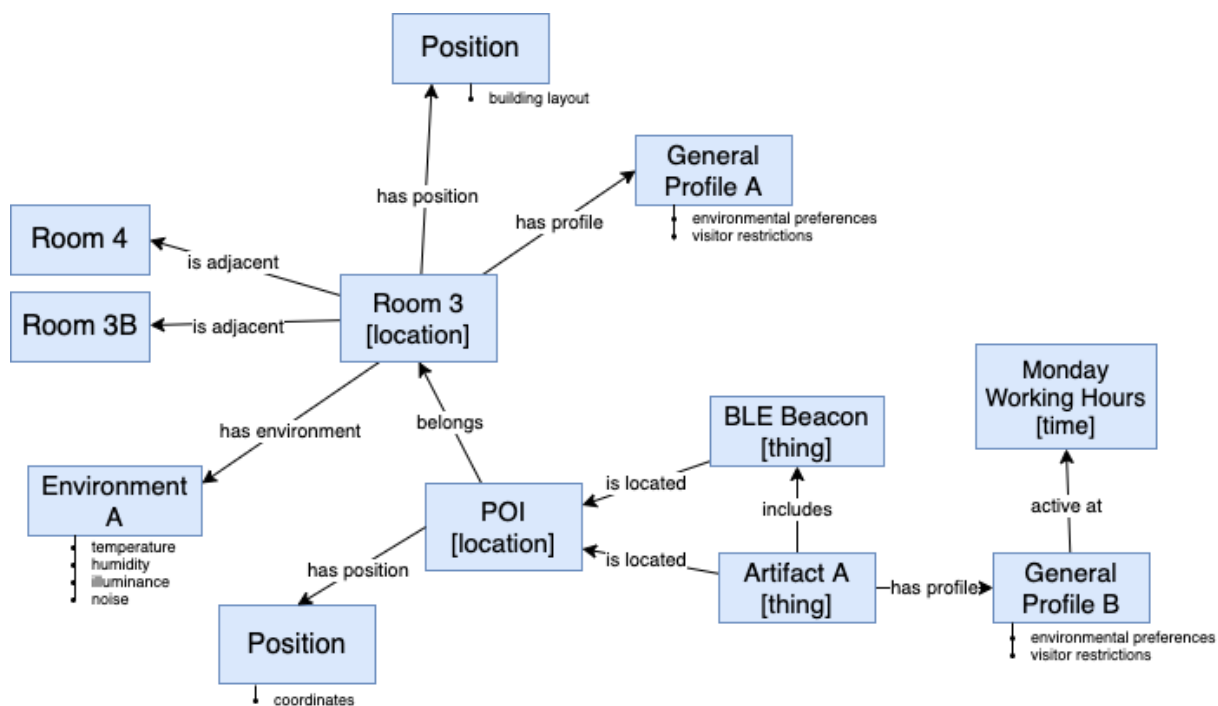 Position
building layout
General
Profile A
environmental preferences
visitor restrictions
has position
has profile
Room 4
is adjacent
Room 3
[location]
Room 3B
is adjacent
Monday
Working Hours
[time]
BLE Beacon
[thing]
belongs
has environment
Environment
A
temperature
humidity
illuminance
noise
is located
POI
[location]
includes
active at
is located
has position
Artifact A
[thing]
has profile
General
Profile B
environmental preferences
visitor restrictions
Position
coordinates